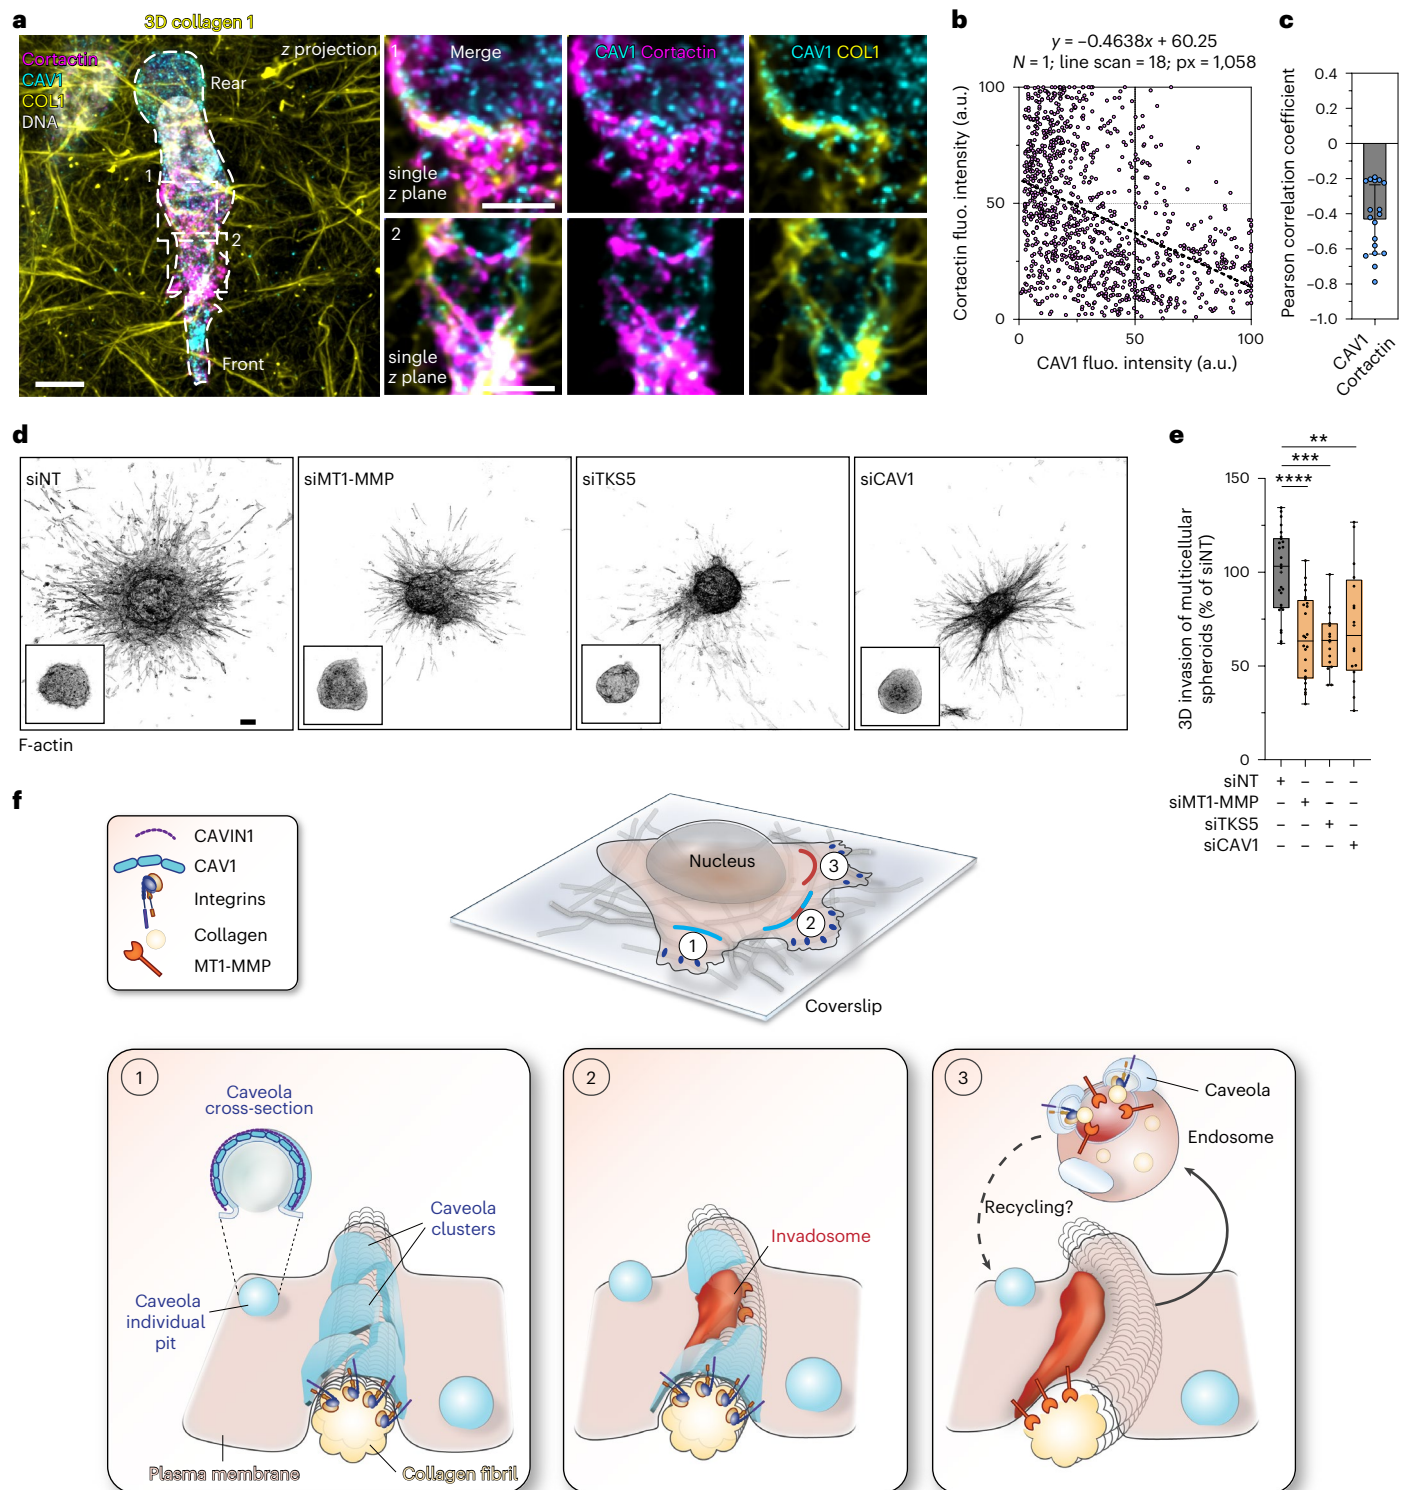 a
3D collagen 1
Cortactin
CAV1
COL1
DNA
z projection
Rear
1
2
Front
1
Merge
single
z plane
CAV1 Cortactin
CAV1 COL1
2
single
z plane
b
y = −0.4638x + 60.25
N = 1; line scan = 18; px = 1,058
Cortactin fluo. intensity (a.u.)
100
50
0
0
50
100
CAV1 fluo. intensity (a.u.)
c
Pearson correlation coefficient
0.4
0.2
0
−0.2
−0.4
−0.6
−0.8
−1.0
CAV1
Cortactin
d
siNT
siMT1-MMP
siTKS5
siCAV1
F-actin
e
3D invasion of multicellular
spheroids (% of siNT)
**
***
****
150
100
50
0
siNT + − − −
siMT1-MMP − + − −
siTKS5 − − + −
siCAV1 − − − +
f
CAVIN1
CAV1
Integrins
Collagen
MT1-MMP
Nucleus
3
2
1
Coverslip
1
Caveola
cross-section
Caveola
clusters
Caveola
individual
pit
Plasma membrane
Collagen fibril
2
Invadosome
3
Caveola
Endosome
Recycling?